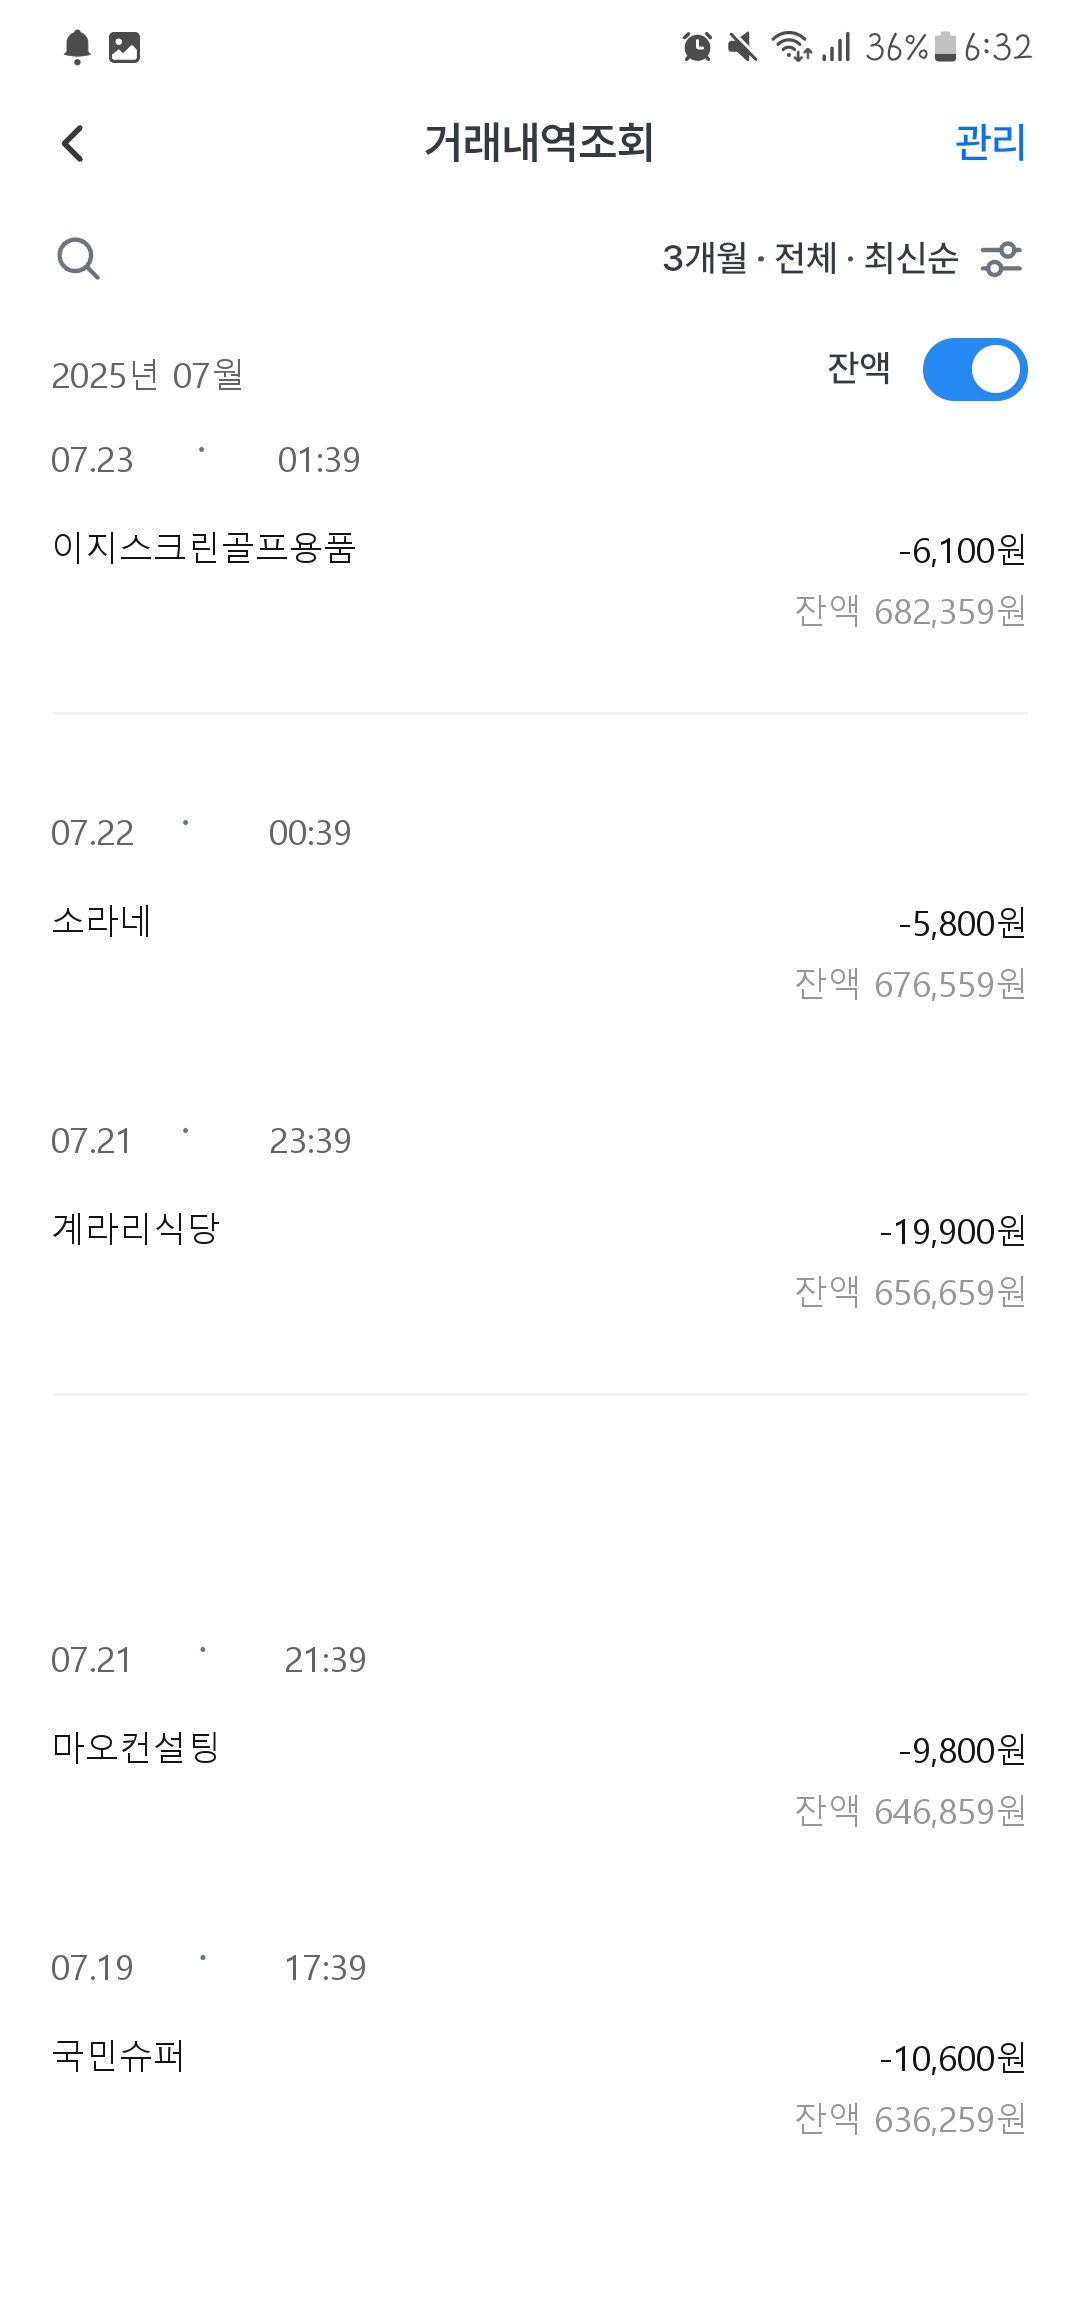 36% 6:32
거래내역조회 관리
3개월 · 전체 · 최신순
2025년 07월 잔액
07.23 · 01:39
이지스크린골프용품 -6,100원
잔액 682,359원
07.22 · 00:39
소라네 -5,800원
잔액 676,559원
07.21 · 23:39
계라리식당 -19,900원
잔액 656,659원
07.21 · 21:39
마오컨설팅 -9,800원
잔액 646,859원
07.19 · 17:39
국민슈퍼 -10,600원
잔액 636,259원